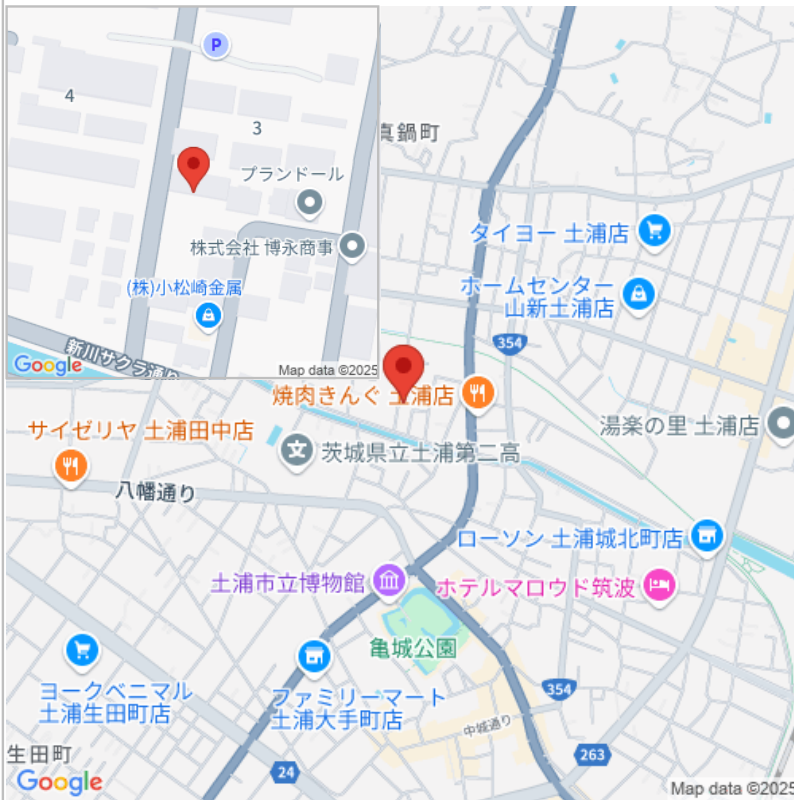 P
4
3
プランドール
株式会社 博永商事
(株)小松崎金属
新川サクラ通り
Google
Map data ©2025
真鍋町
タイヨー 土浦店
ホームセンター
山新土浦店
354
焼肉きんぐ 土浦店
湯楽の里 土浦店
サイゼリヤ 土浦田中店
茨城県立土浦第二高
八幡通り
ローソン 土浦城北町店
土浦市立博物館
ホテルマロウド筑波
亀城公園
ヨークベニマル
土浦生田町店
ファミリーマート
土浦大手町店
354
中城通り
263
生田町
24
Google
Map data ©2025